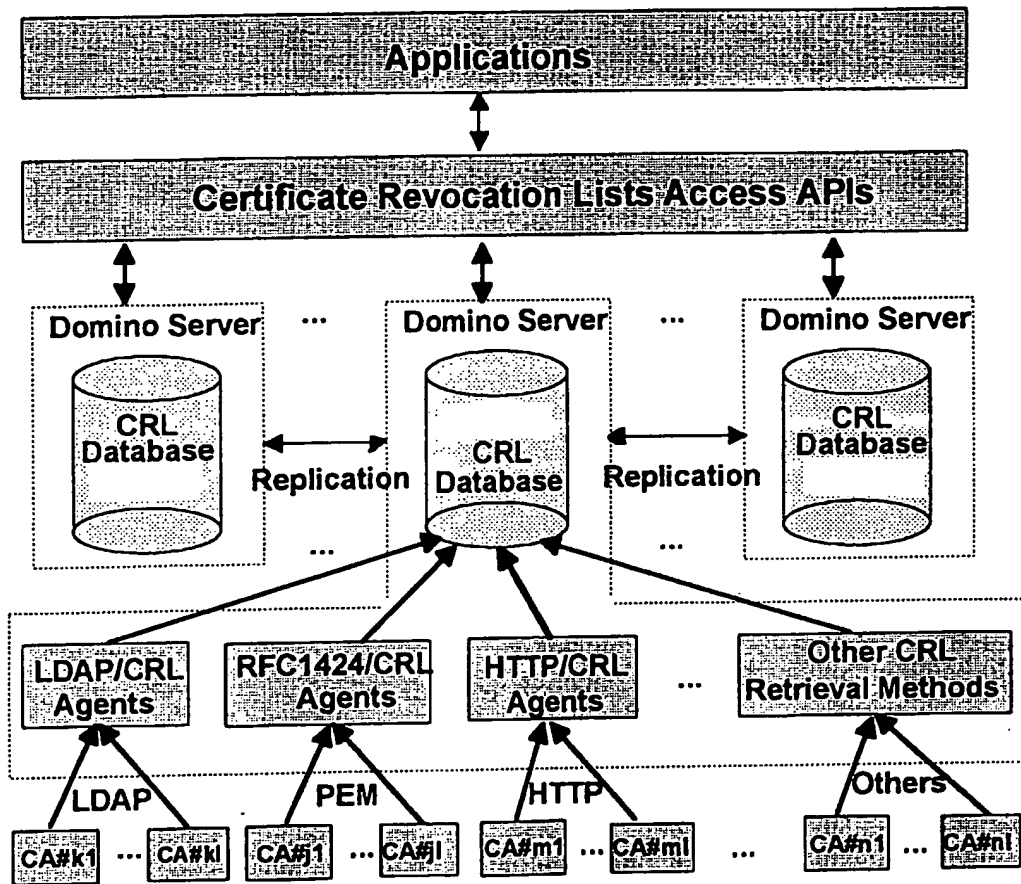 Applications
Certificate Revocation Lists Access APIs
Domino Server
...
Domino Server
...
Domino Server
CRL
Database
CRL
Database
CRL
Database
Replication
Replication
...
...
LDAP/CRL
Agents
RFC1424/CRL
Agents
HTTP/CRL
Agents
...
Other CRL
Retrieval Methods
LDAP
PEM
HTTP
Others
CA#k1
...
CA#kl
CA#j1
...
CA#jl
CA#m1
...
CA#ml
...
CA#n1
...
CA#nl